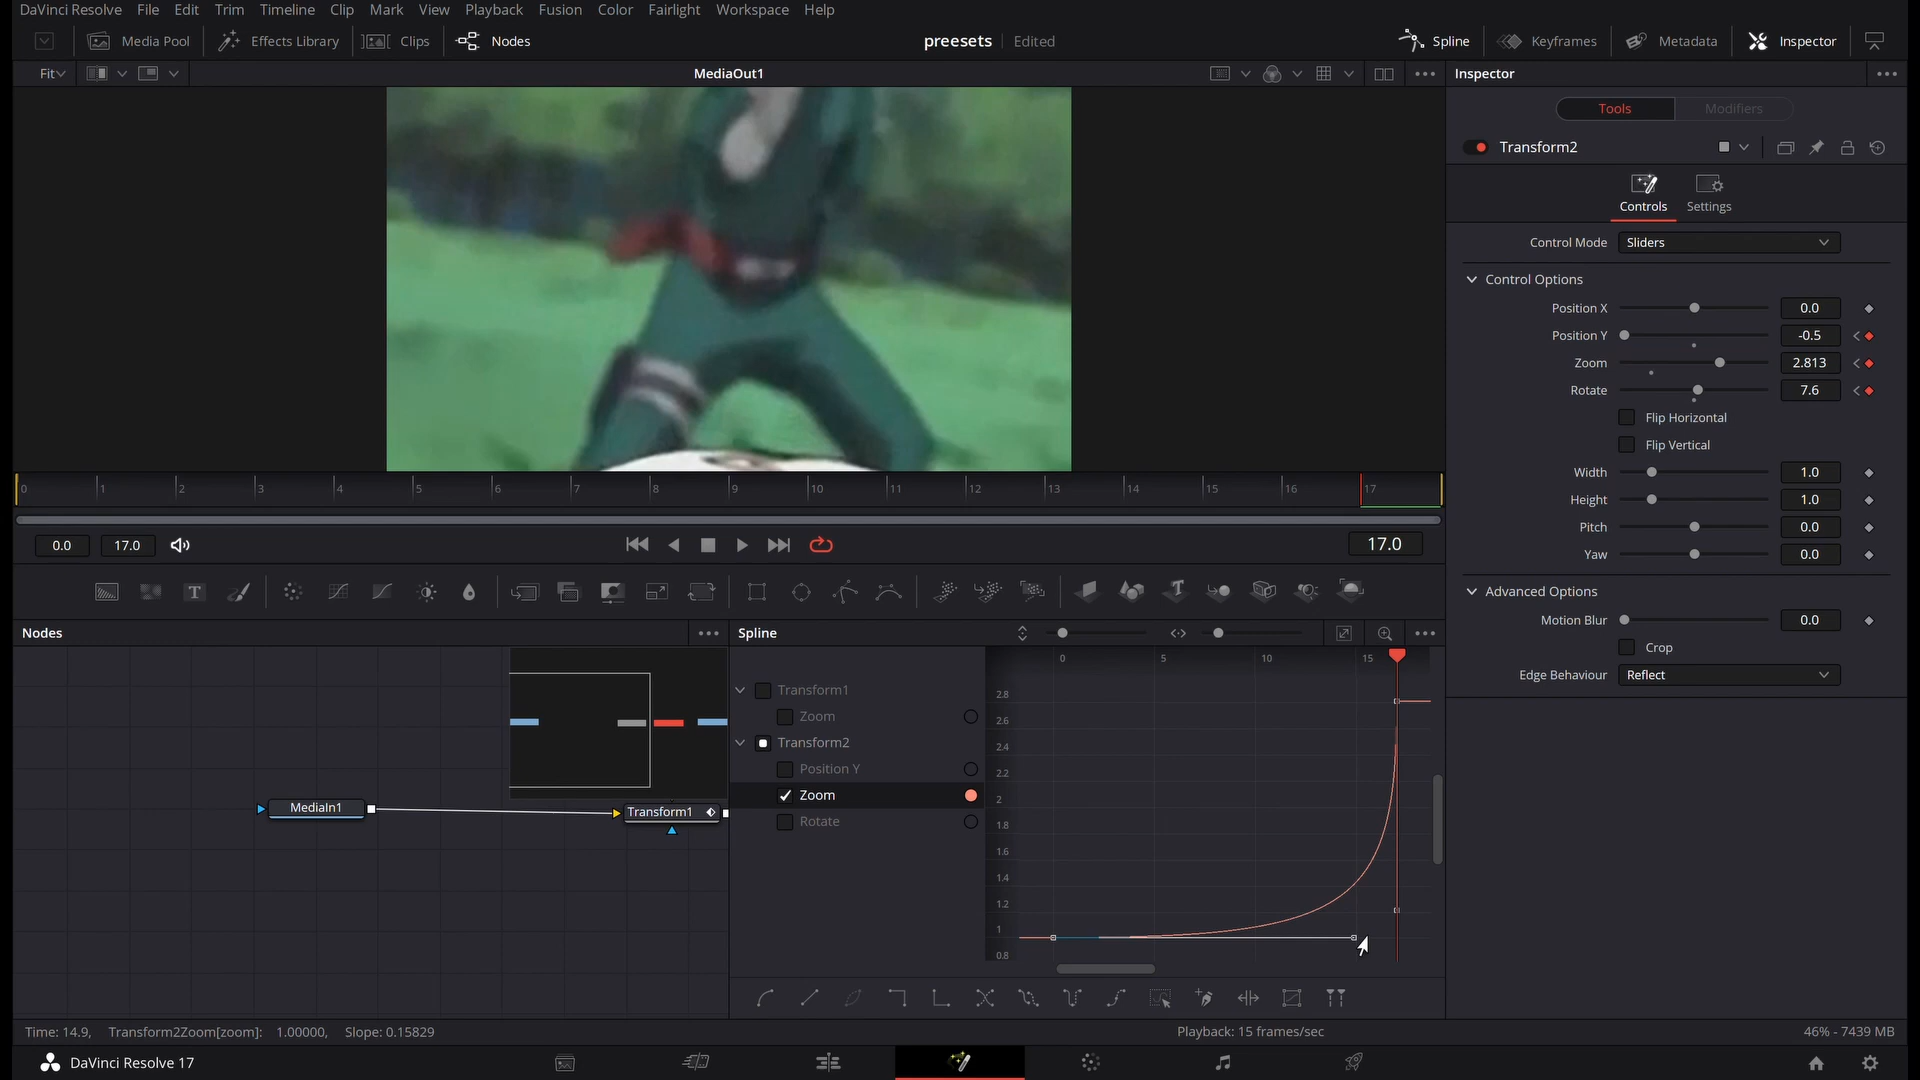 DaVinci Resolve File Edit Trim Timeline Clip Mark View Playback Fusion Color Fairlight Workspace Help
Media Pool Effects Library Clips Nodes preesets Edited Spline Keyframes Metadata Inspector
Fit MediaOut1 Inspector
Tools Modifiers
Transform2
Controls Settings
Control Mode Sliders
Control Options
Position X 0.0
Position Y -0.5
Zoom 2.813
Rotate 7.6
Flip Horizontal
Flip Vertical
Width 1.0
Height 1.0
Pitch 0.0
Yaw 0.0
Advanced Options
Motion Blur 0.0
Crop
Edge Behaviour Reflect
0 1 2 3 4 5 6 7 8 9 10 11 12 13 14 15 16 17
0.0 17.0 17.0
Nodes
MediaIn1
Transform1
Spline
Transform1
Zoom
Transform2
Position Y
Zoom
Rotate
0 5 10 15
2.8
2.6
2.4
2.2
2
1.8
1.6
1.4
1.2
1
0.8
Time: 14.9, Transform2Zoom[zoom]: 1.00000, Slope: 0.15829 Playback: 15 frames/sec 46% - 7439 MB
DaVinci Resolve 17